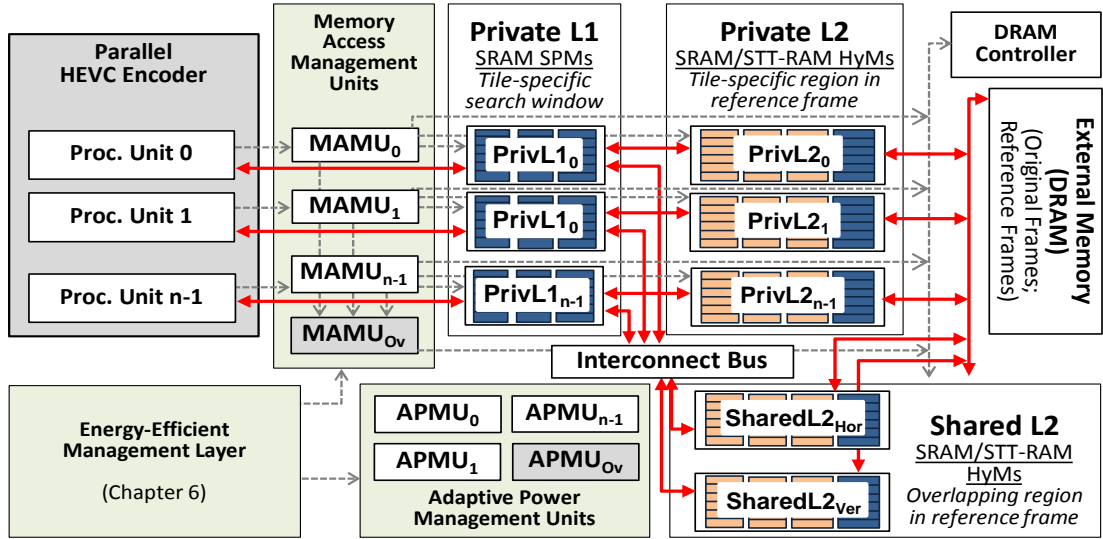 Parallel
HEVC Encoder
Proc. Unit 0
Proc. Unit 1
Proc. Unit n-1
Memory
Access
Management
Units
MAMU0
MAMU1
MAMUn-1
MAMUOv
Private L1
SRAM SPMs
Tile-specific
search window
PrivL10
PrivL10
PrivL1n-1
Private L2
SRAM/STT-RAM HyMs
Tile-specific region in
reference frame
PrivL20
PrivL21
PrivL2n-1
DRAM
Controller
External Memory
(DRAM)
(Original Frames;
Reference Frames)
Interconnect Bus
Energy-Efficient
Management Layer
(Chapter 6)
APMU0
APMUn-1
APMU1
APMUOv
Adaptive Power
Management Units
SharedL2Hor
SharedL2Ver
Shared L2
SRAM/STT-RAM
HyMs
Overlapping region
in reference frame